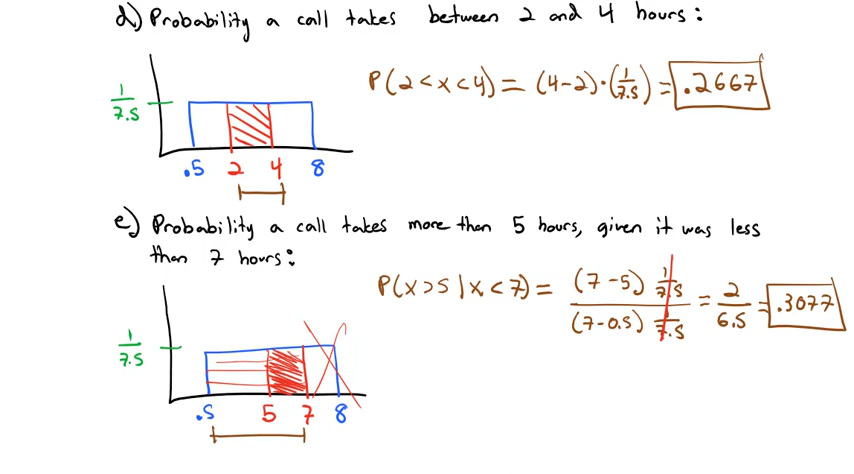 d) Probability a call takes between 2 and 4 hours:
P(2<x<4) = (4-2)·(1/7.5) = .2667
1/7.5
.5 2 4 8
e) Probability a call takes more than 5 hours, given it was less
than 7 hours:
P(x>5|x<7) = (7-5) 1/7.5 / (7-0.5) 1/7.5 = 2/6.5 = .3077
1/7.5
.5 5 7 8